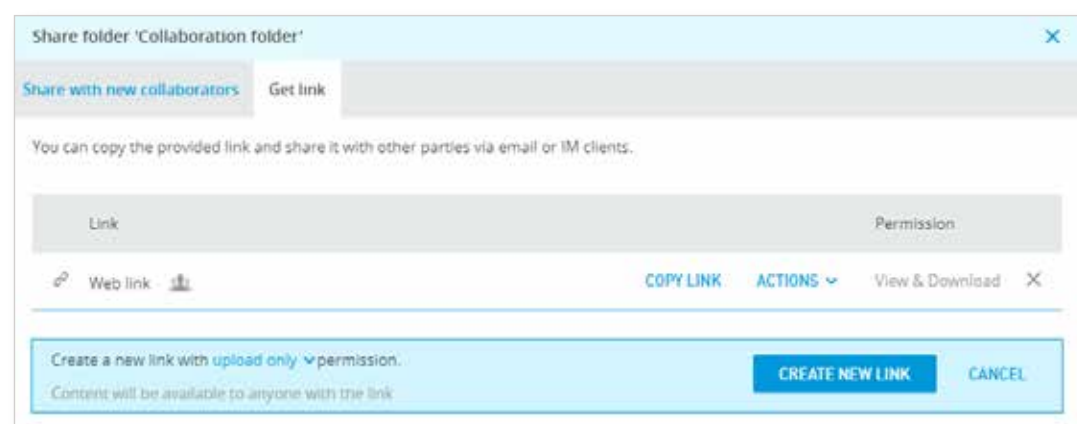 Share folder 'Collaboration folder'
Share with new collaborators Get link
You can copy the provided link and share it with other parties via email or IM clients.
Link Permission
Web link COPY LINK ACTIONS View & Download
Create a new link with upload only permission.
CREATE NEW LINK CANCEL
Content will be available to anyone with the link